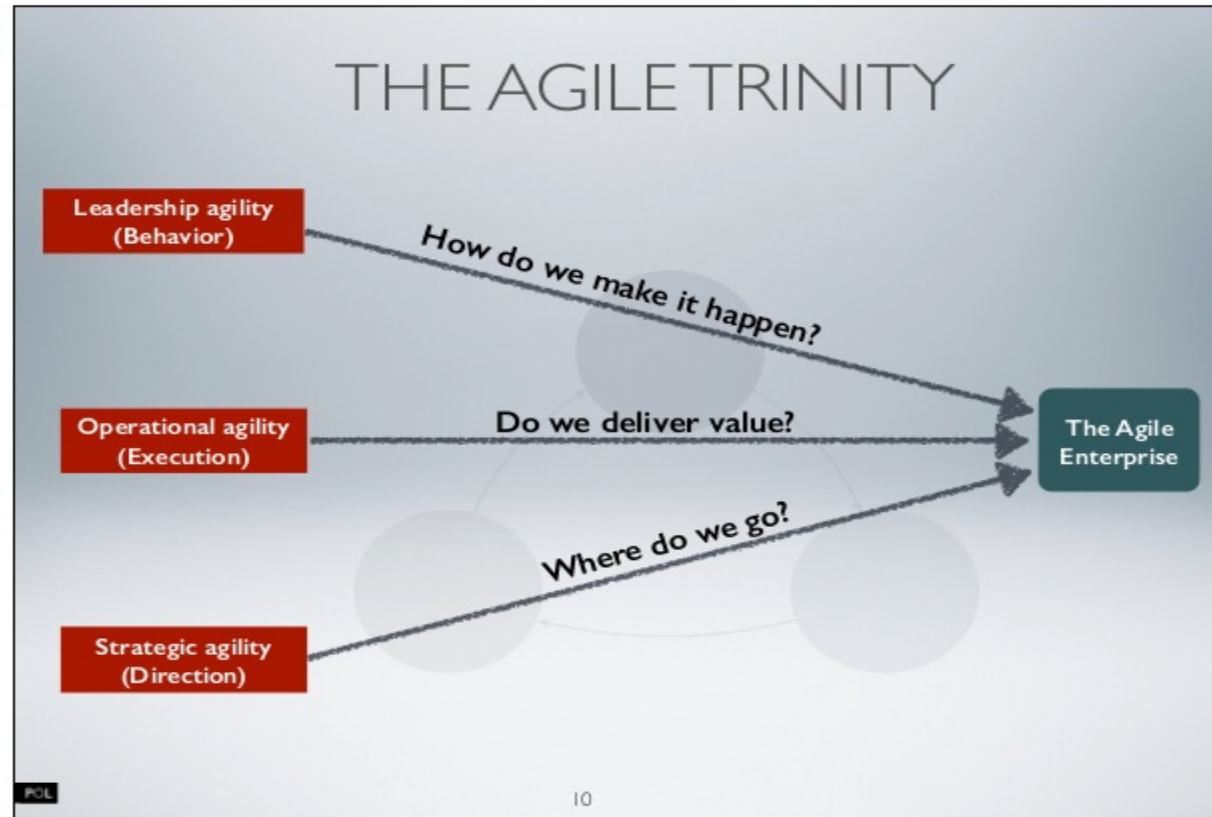 THE AGILE TRINITY
Leadership agility
(Behavior)
How do we make it happen?
Operational agility
(Execution)
Do we deliver value?
The Agile
Enterprise
Where do we go?
Strategic agility
(Direction)
POL
10